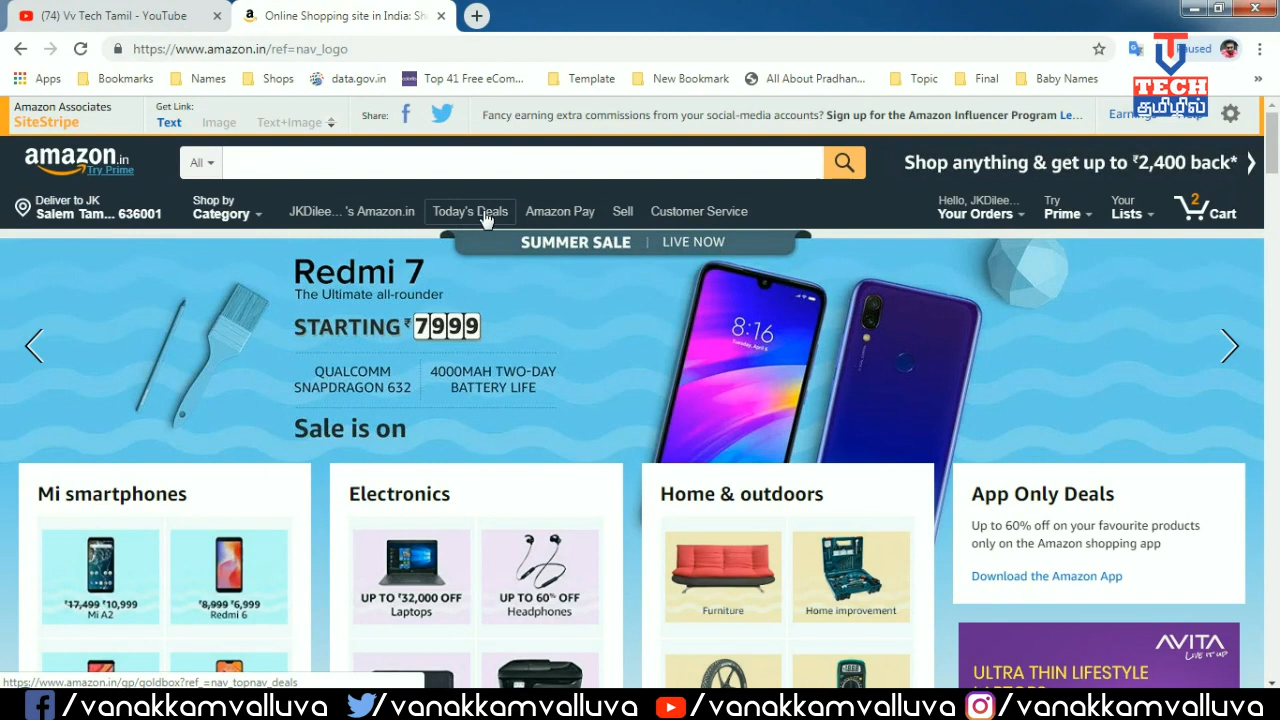 (74) Vv Tech Tamil - YouTube
Online Shopping site in India: Sh
https://www.amazon.in/ref=nav_logo
Paused
Apps
Bookmarks
Names
Shops
data.gov.in
Top 41 Free eCom...
Template
New Bookmark
All About Pradhan...
Topic
Final
Baby Names
»
TECH
தமிழில்
Amazon Associates
SiteStripe
Get Link:
Text
Image
Text+Image
Share:
Fancy earning extra commissions from your social-media accounts? Sign up for the Amazon Influencer Program Le...
Help
amazon.in
Try Prime
All
Shop anything & get up to ₹2,400 back*
Deliver to JK
Salem Tam... 636001
Shop by
Category
JKDilee... 's Amazon.in
Today's Deals
Amazon Pay
Sell
Customer Service
Hello, JKDilee...
Your Orders
Try
Prime
Your
Lists
2
Cart
SUMMER SALE | LIVE NOW
Redmi 7
The Ultimate all-rounder
STARTING ₹7999
QUALCOMM
SNAPDRAGON 632
4000MAH TWO-DAY
BATTERY LIFE
Sale is on
8:16
Mi smartphones
₹17,499 ₹10,999
Mi A2
₹8,999 ₹6,999
Redmi 6
Electronics
UP TO ₹32,000 OFF
Laptops
UP TO 60% OFF
Headphones
Home & outdoors
Furniture
Home improvement
App Only Deals
Up to 60% off on your favourite products
only on the Amazon shopping app
Download the Amazon App
AVITA
LIVE IT UP
ULTRA THIN LIFESTYLE
https://www.amazon.in/gp/goldbox?ref_=nav_topnav_deals
/vanakkamvalluva
/vanakkamvalluva
/vanakkamvalluva
/vanakkamvalluva